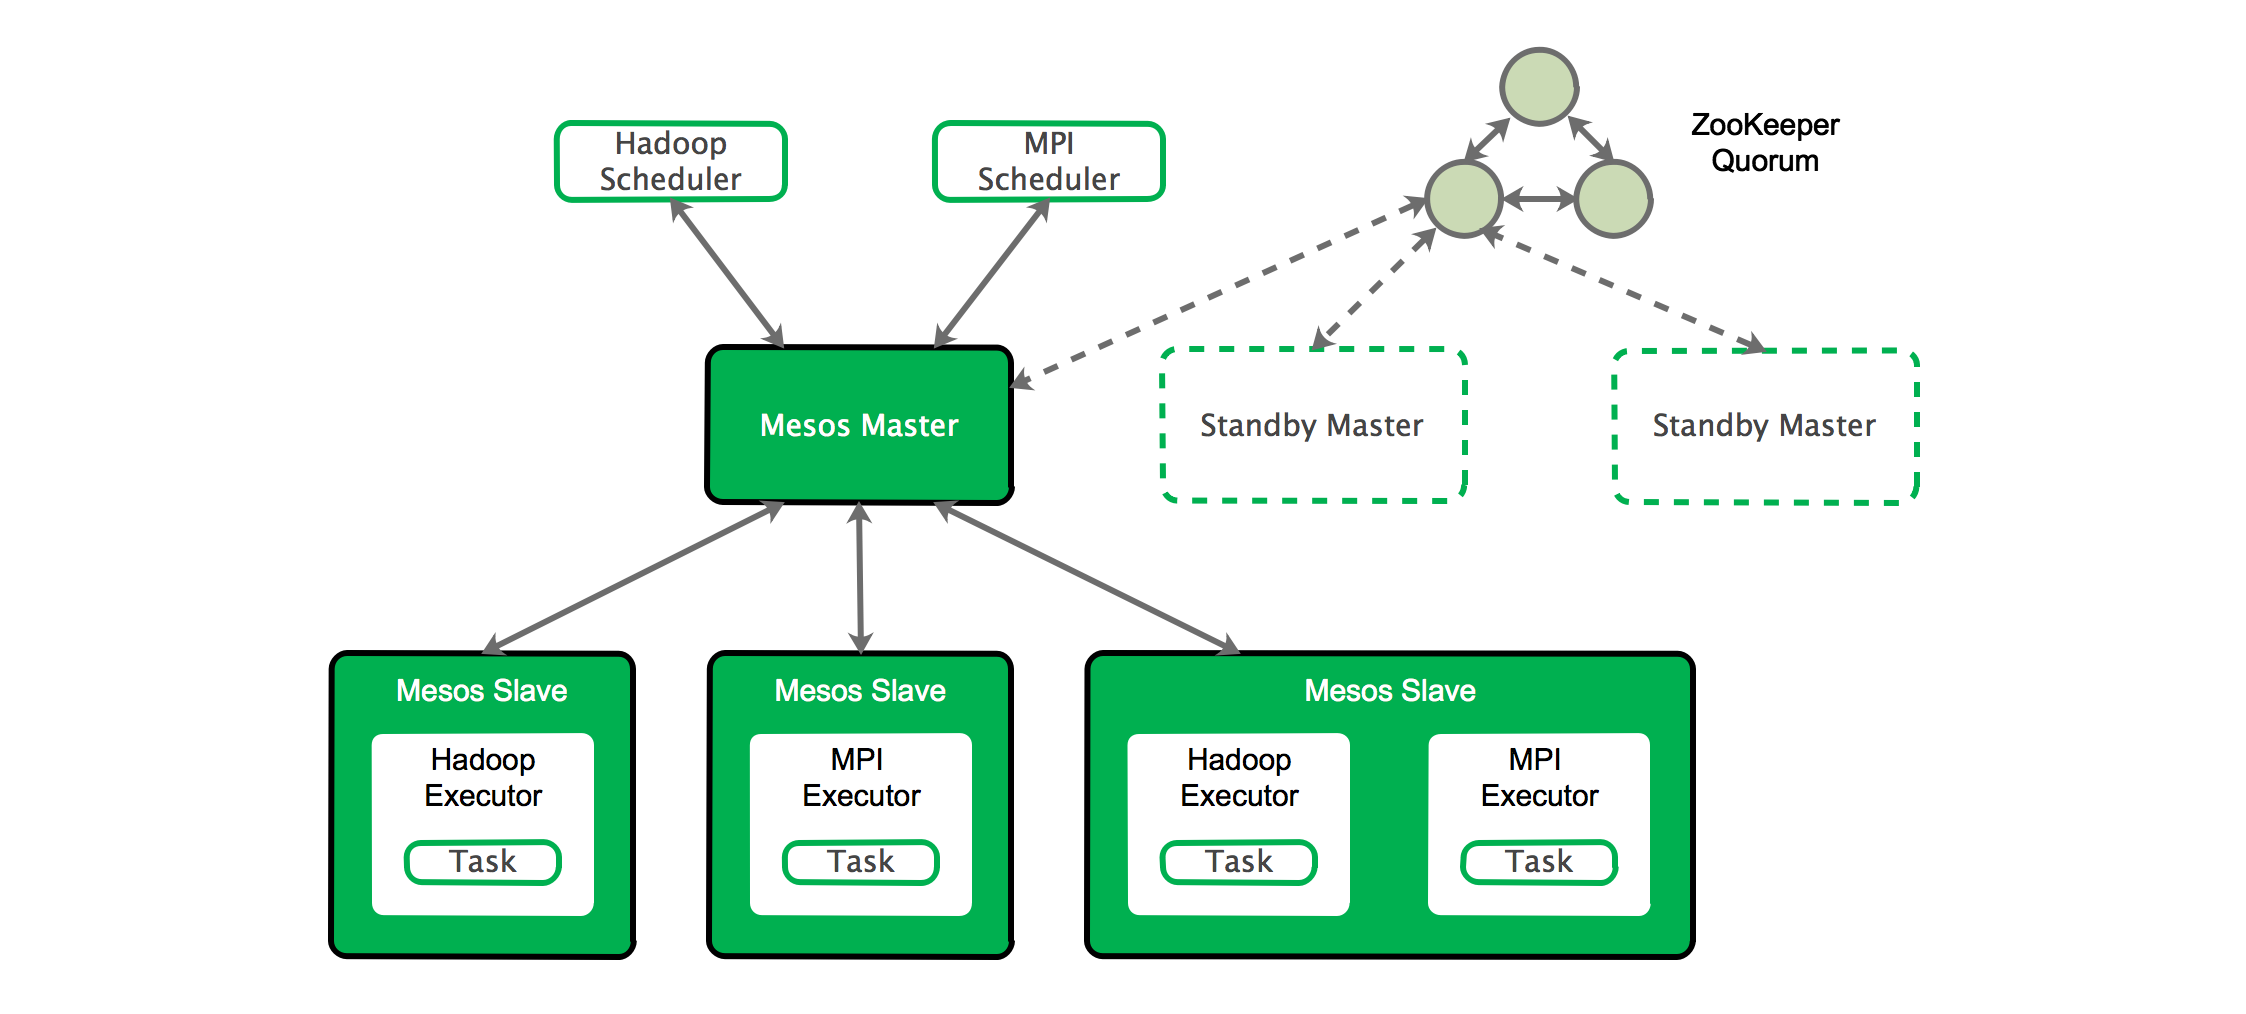 ZooKeeper
Quorum
Hadoop
Scheduler
MPI
Scheduler
Mesos Master
Standby Master
Standby Master
Mesos Slave
Hadoop
Executor
Task
Mesos Slave
MPI
Executor
Task
Mesos Slave
Hadoop
Executor
Task
MPI
Executor
Task